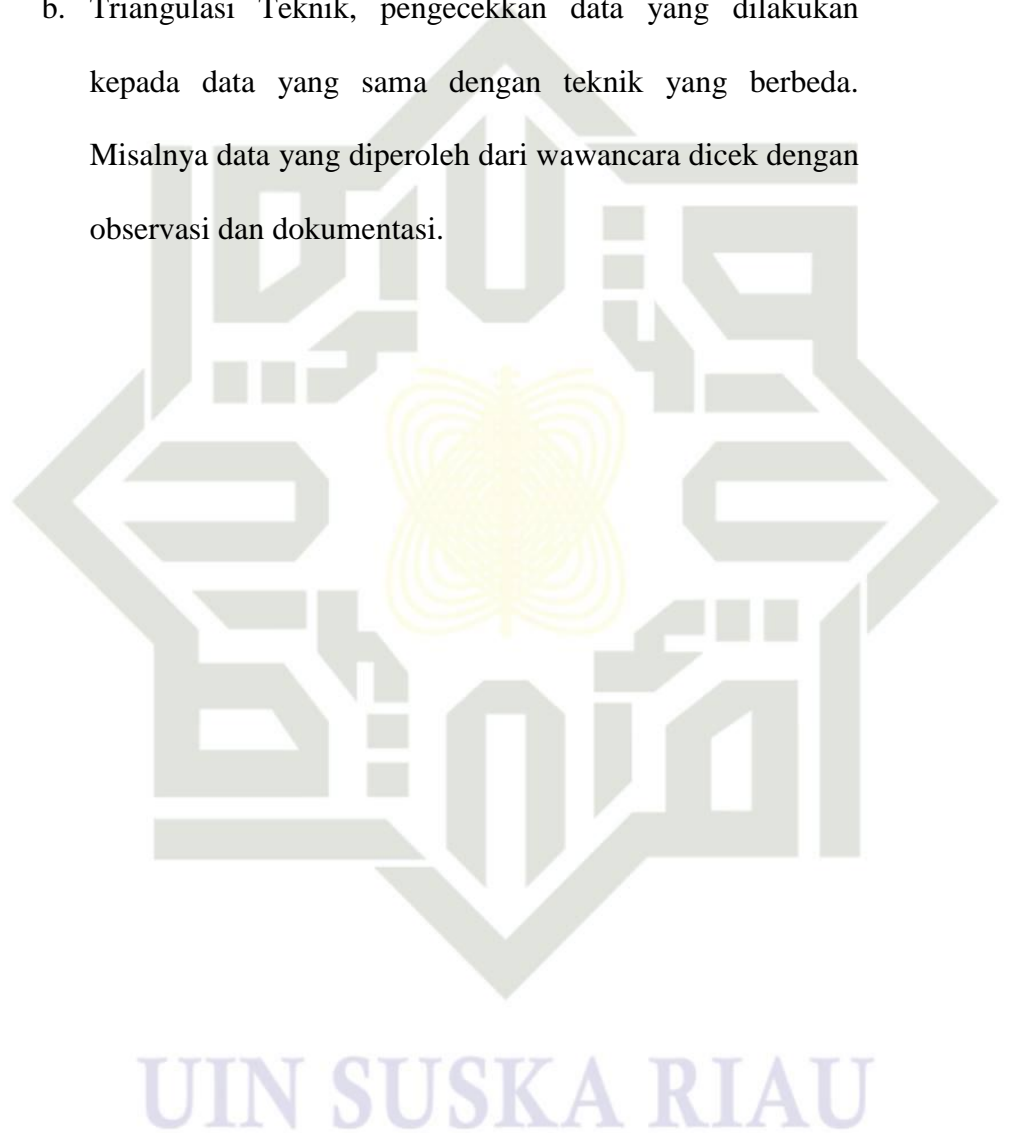 b. Triangulasi Teknik, pengecekkan data yang dilakukan
kepada data yang sama dengan teknik yang berbeda.
Misalnya data yang diperoleh dari wawancara dicek dengan
observasi dan dokumentasi.
UIN SUSKA RIAU